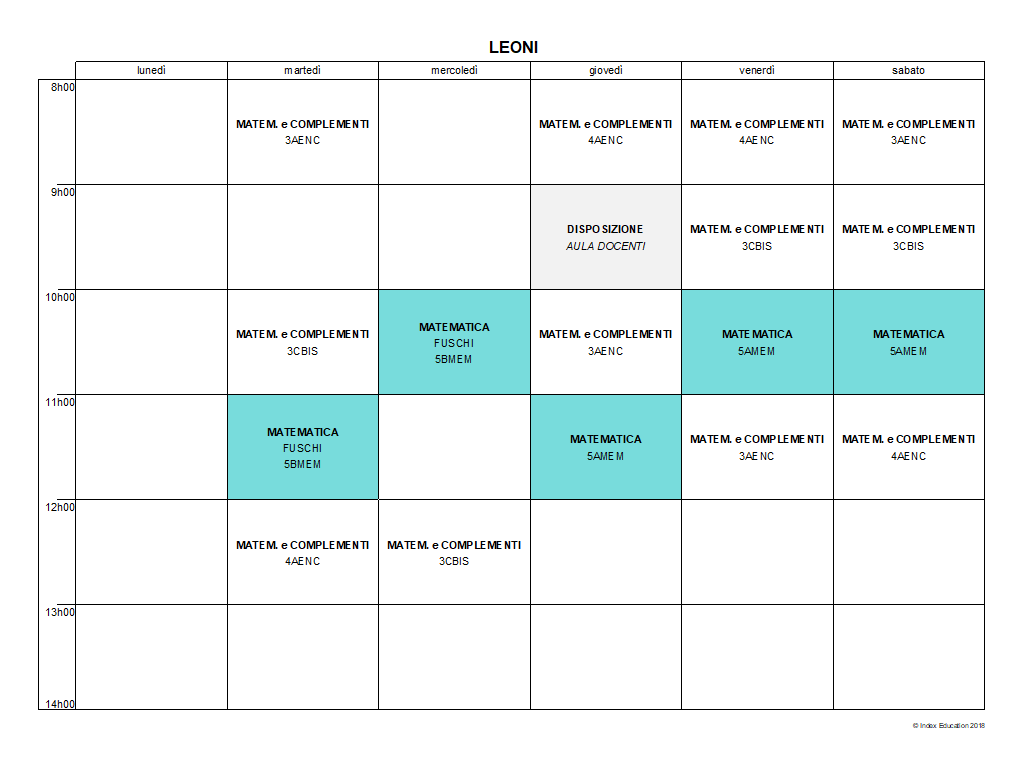 LEONI
lunedì martedì mercoledì giovedì venerdì sabato
8h00
MATEM. e COMPLEMENTI MATEM. e COMPLEMENTI MATEM. e COMPLEMENTI MATEM. e COMPLEMENTI
3AENC 4AENC 4AENC 3AENC
9h00
DISPOSIZIONE MATEM. e COMPLEMENTI MATEM. e COMPLEMENTI
AULA DOCENTI 3CBIS 3CBIS
10h00
MATEMATICA
MATEM. e COMPLEMENTI MATEM. e COMPLEMENTI MATEMATICA MATEMATICA
FUSCHI
3CBIS 3AENC 5AMEM 5AMEM
5BMEM
11h00
MATEMATICA
MATEMATICA MATEM. e COMPLEMENTI MATEM. e COMPLEMENTI
FUSCHI
5AMEM 3AENC 4AENC
5BMEM
12h00
MATEM. e COMPLEMENTI MATEM. e COMPLEMENTI
4AENC 3CBIS
13h00
14h00
© Index Education 2018